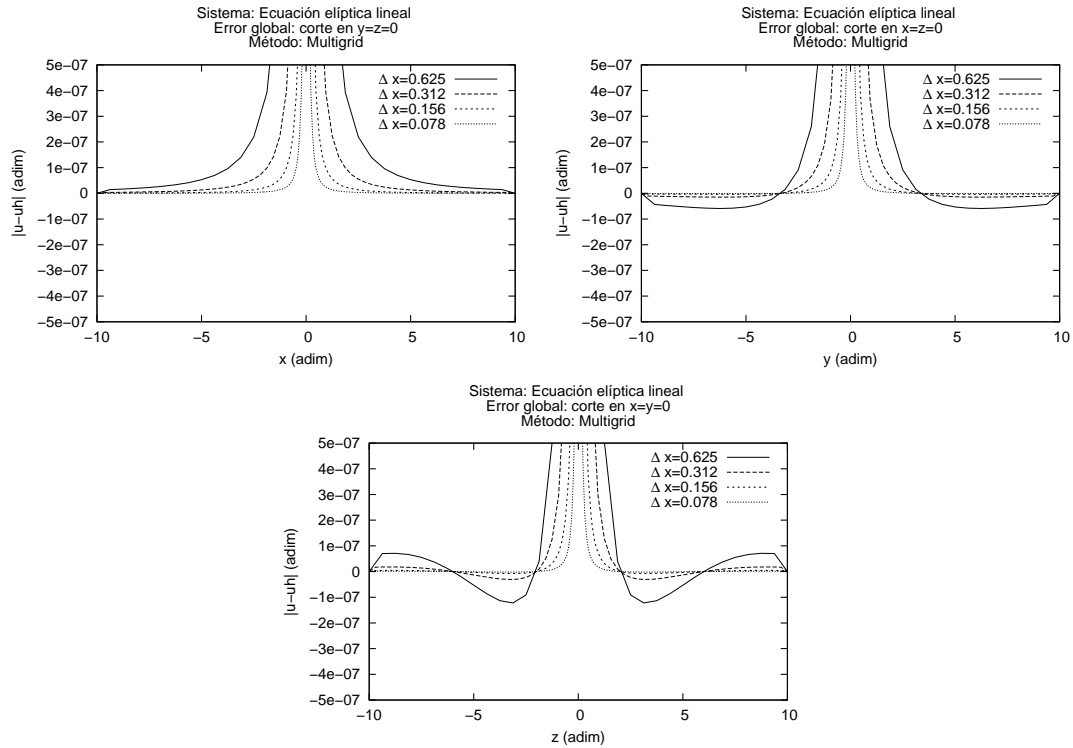 Sistema: Ecuación elíptica lineal
Error global: corte en y=z=0
Método: Multigrid
5e−07
4e−07
3e−07
2e−07
1e−07
0
−1e−07
−2e−07
−3e−07
−4e−07
−5e−07
|u−uh| (adim)
Δ x=0.625
Δ x=0.312
Δ x=0.156
Δ x=0.078
−10
−5
0
5
10
x (adim)
Sistema: Ecuación elíptica lineal
Error global: corte en x=z=0
Método: Multigrid
5e−07
4e−07
3e−07
2e−07
1e−07
0
−1e−07
−2e−07
−3e−07
−4e−07
−5e−07
|u−uh| (adim)
Δ x=0.625
Δ x=0.312
Δ x=0.156
Δ x=0.078
−10
−5
0
5
10
y (adim)
Sistema: Ecuación elíptica lineal
Error global: corte en x=y=0
Método: Multigrid
5e−07
4e−07
3e−07
2e−07
1e−07
0
−1e−07
−2e−07
−3e−07
−4e−07
−5e−07
|u−uh| (adim)
Δ x=0.625
Δ x=0.312
Δ x=0.156
Δ x=0.078
−10
−5
0
5
10
z (adim)